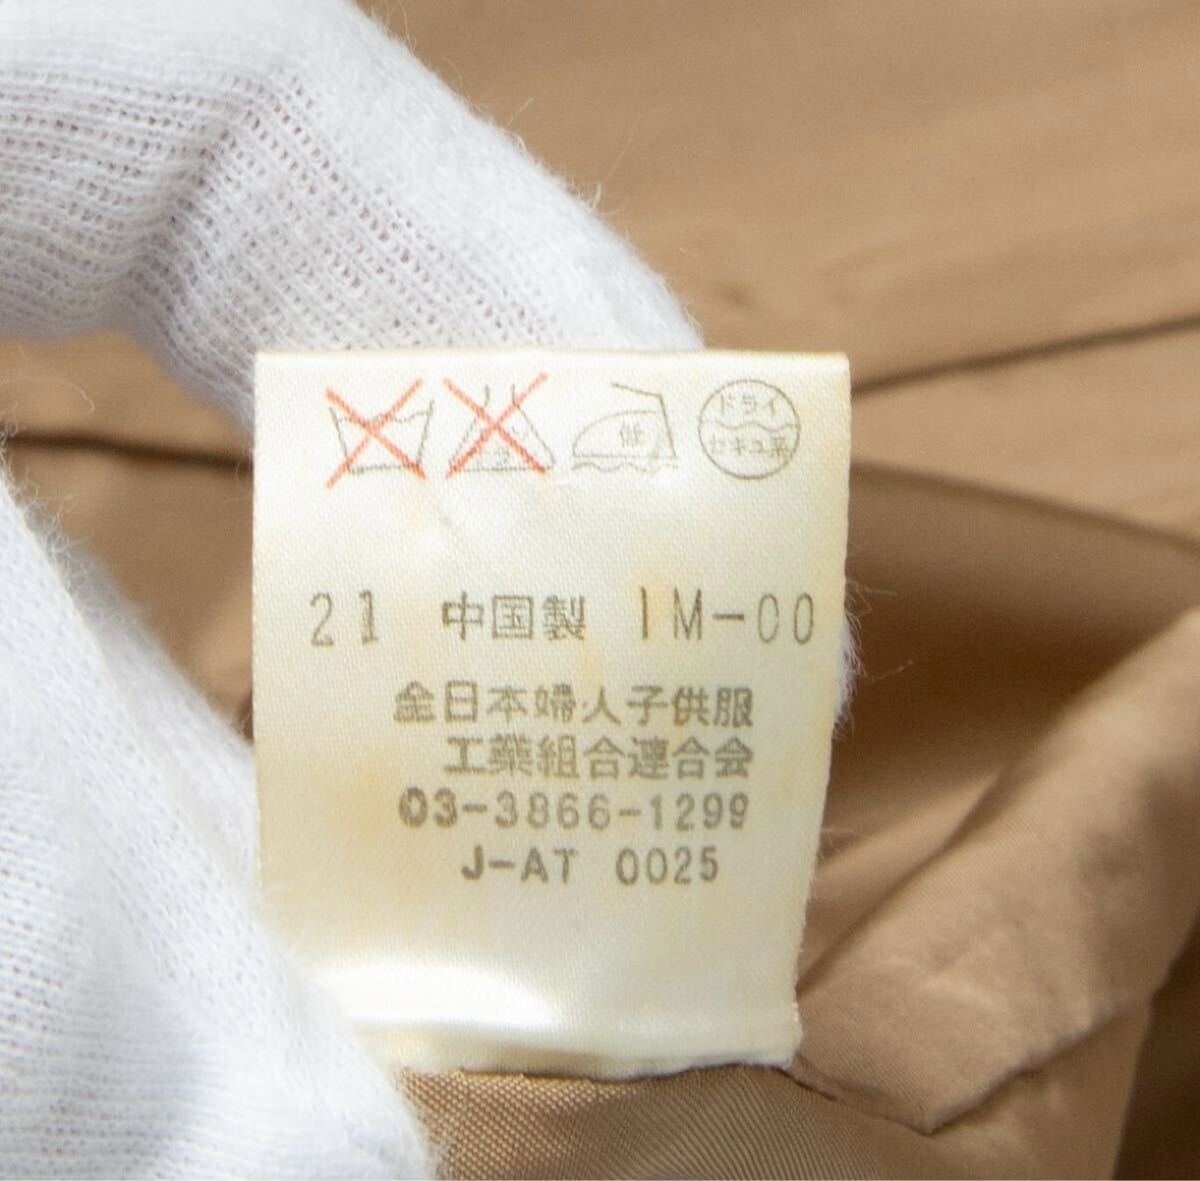 低 ドライ
セキユ系
21 中国製 IM-00
全日本婦人子供服
工業組合連合会
03-3866-1299
J-AT 0025